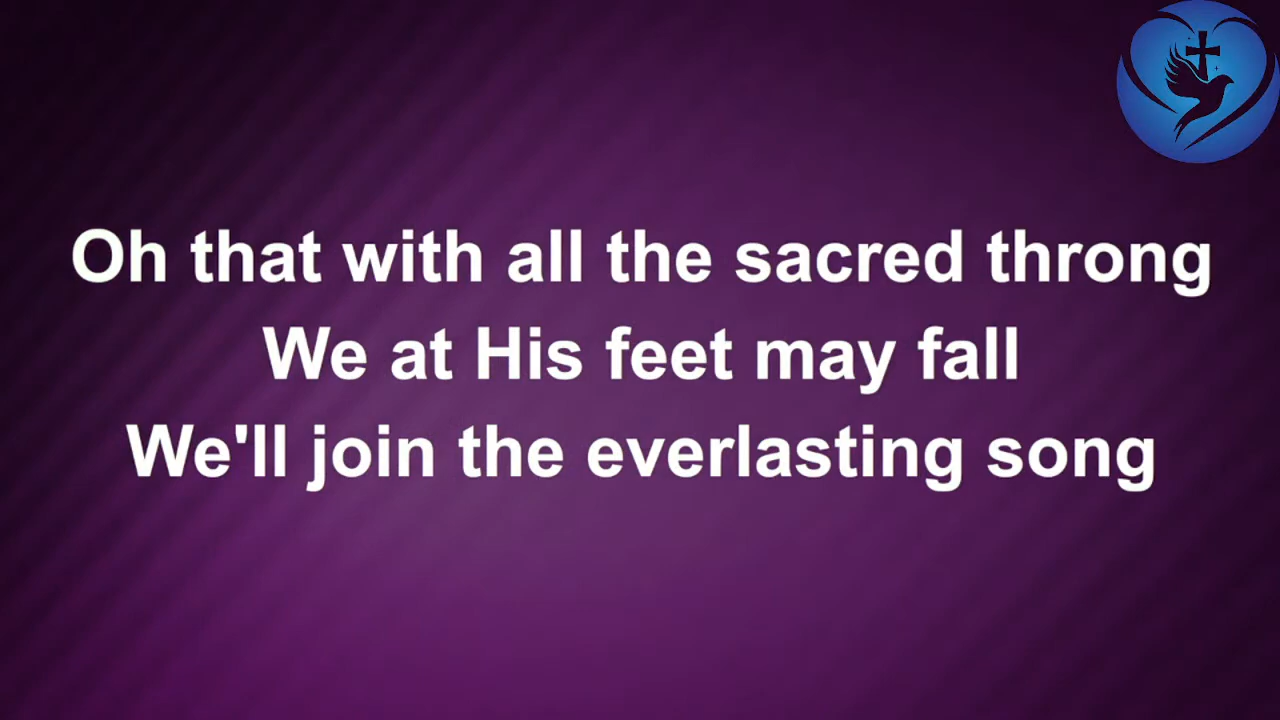 Oh that with all the sacred throng
We at His feet may fall
We'll join the everlasting song